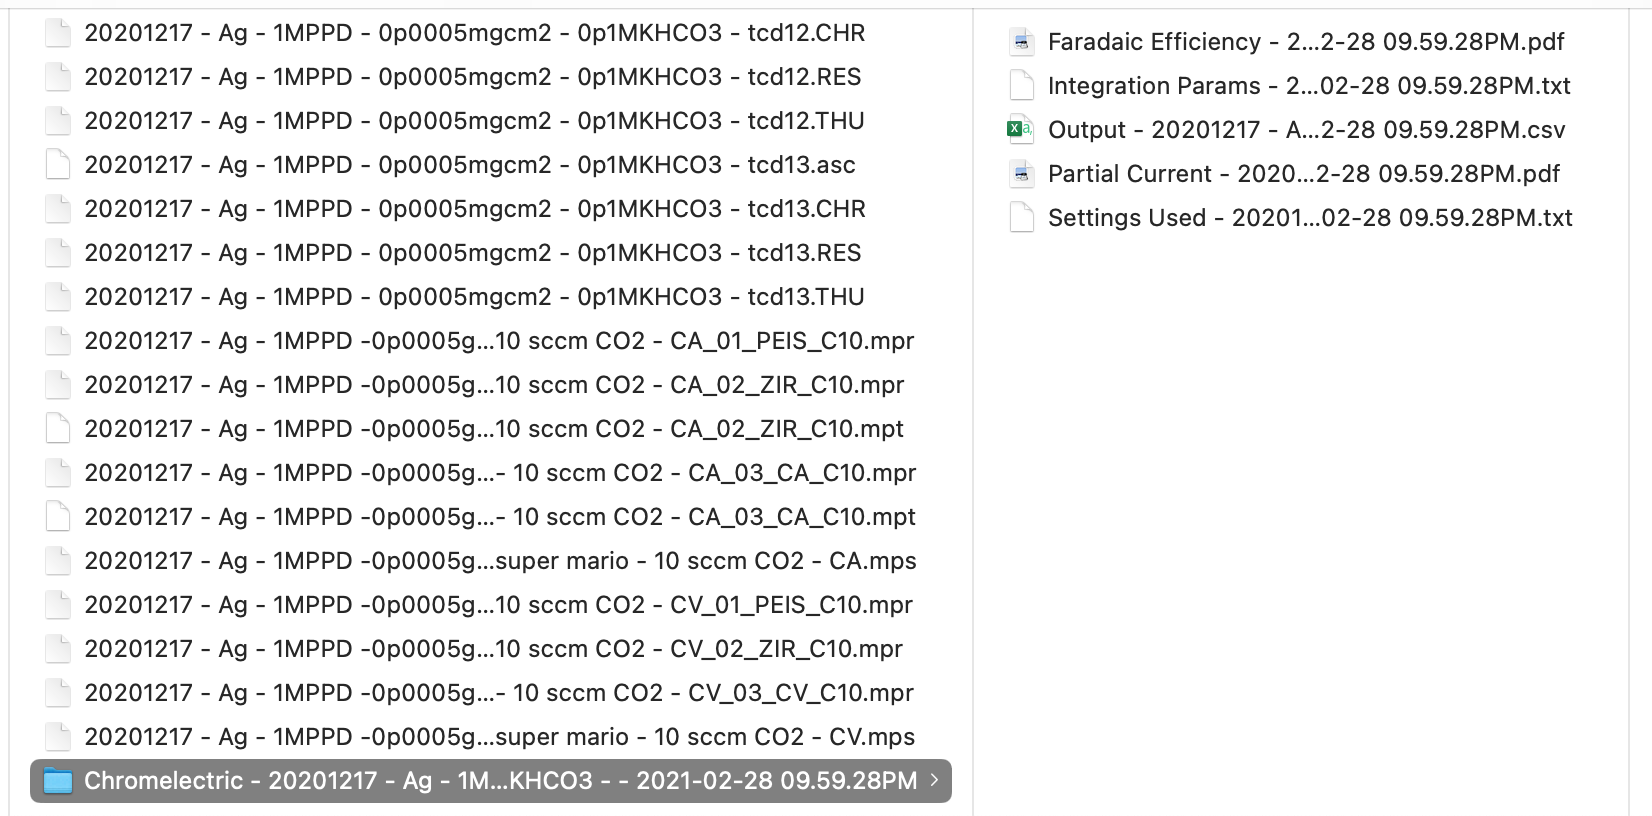 20201217 - Ag - 1MPPD - 0p0005mgcm2 - 0p1MKHCO3 - tcd12.CHR
20201217 - Ag - 1MPPD - 0p0005mgcm2 - 0p1MKHCO3 - tcd12.RES
20201217 - Ag - 1MPPD - 0p0005mgcm2 - 0p1MKHCO3 - tcd12.THU
20201217 - Ag - 1MPPD - 0p0005mgcm2 - 0p1MKHCO3 - tcd13.asc
20201217 - Ag - 1MPPD - 0p0005mgcm2 - 0p1MKHCO3 - tcd13.CHR
20201217 - Ag - 1MPPD - 0p0005mgcm2 - 0p1MKHCO3 - tcd13.RES
20201217 - Ag - 1MPPD - 0p0005mgcm2 - 0p1MKHCO3 - tcd13.THU
20201217 - Ag - 1MPPD -0p0005g...10 sccm CO2 - CA_01_PEIS_C10.mpr
20201217 - Ag - 1MPPD -0p0005g...10 sccm CO2 - CA_02_ZIR_C10.mpr
20201217 - Ag - 1MPPD -0p0005g...10 sccm CO2 - CA_02_ZIR_C10.mpt
20201217 - Ag - 1MPPD -0p0005g...- 10 sccm CO2 - CA_03_CA_C10.mpr
20201217 - Ag - 1MPPD -0p0005g...- 10 sccm CO2 - CA_03_CA_C10.mpt
20201217 - Ag - 1MPPD -0p0005g...super mario - 10 sccm CO2 - CA.mps
20201217 - Ag - 1MPPD -0p0005g...10 sccm CO2 - CV_01_PEIS_C10.mpr
20201217 - Ag - 1MPPD -0p0005g...10 sccm CO2 - CV_02_ZIR_C10.mpr
20201217 - Ag - 1MPPD -0p0005g...- 10 sccm CO2 - CV_03_CV_C10.mpr
20201217 - Ag - 1MPPD -0p0005g...super mario - 10 sccm CO2 - CV.mps
Chromelectric - 20201217 - Ag - 1M...KHCO3 - - 2021-02-28 09.59.28PM
Faradaic Efficiency - 2...2-28 09.59.28PM.pdf
Integration Params - 2...02-28 09.59.28PM.txt
Output - 20201217 - A...2-28 09.59.28PM.csv
Partial Current - 2020...2-28 09.59.28PM.pdf
Settings Used - 20201...02-28 09.59.28PM.txt